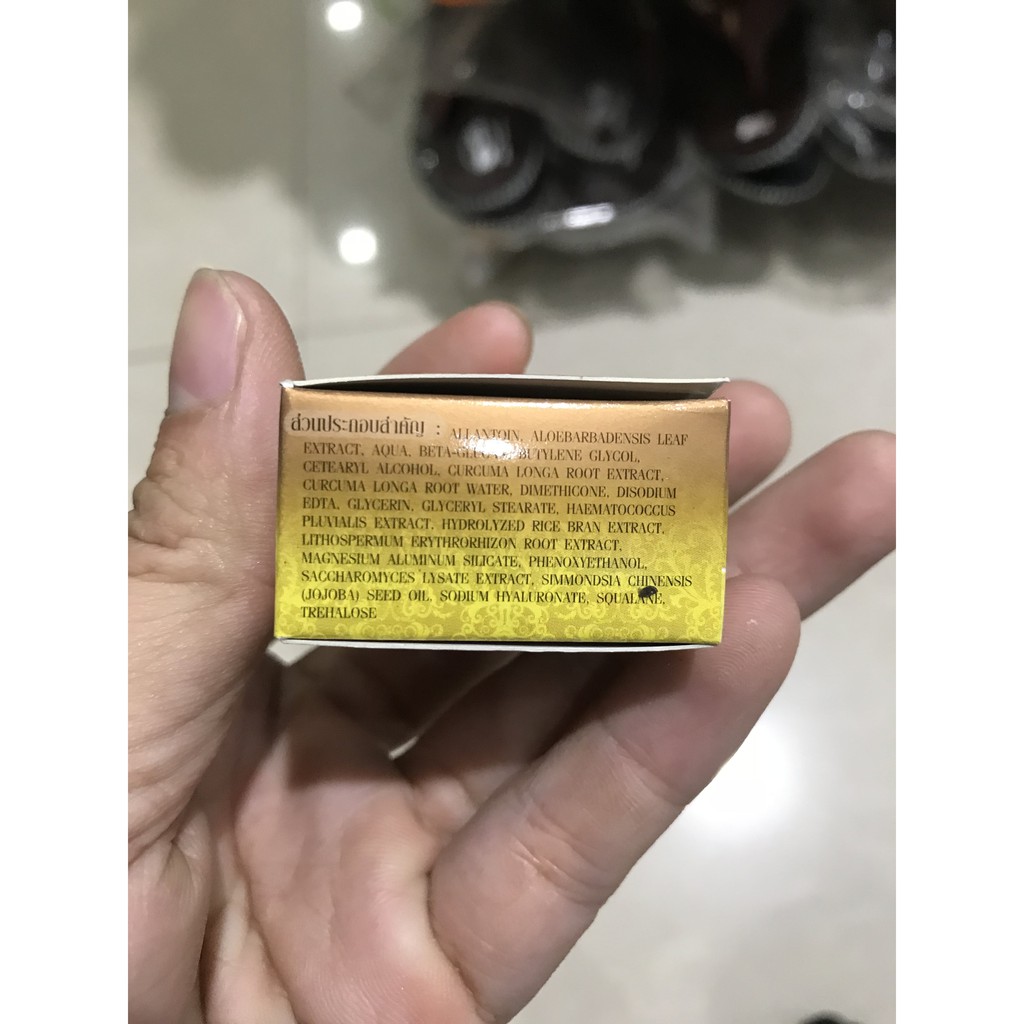 ส่วนประกอบสำคัญ : ALLANTOIN, ALOEBARBADENSIS LEAF
EXTRACT, AQUA, BETA-GLUCAN, BUTYLENE GLYCOL,
CETEARYL ALCOHOL, CURCUMA LONGA ROOT EXTRACT,
CURCUMA LONGA ROOT WATER, DIMETHICONE, DISODIUM
EDTA, GLYCERIN, GLYCERYL STEARATE, HAEMATOCOCCUS
PLUVIALIS EXTRACT, HYDROLYZED RICE BRAN EXTRACT,
LITHOSPERMUM ERYTHRORHIZON ROOT EXTRACT,
MAGNESIUM ALUMINUM SILICATE, PHENOXYETHANOL,
SACCHAROMYCES LYSATE EXTRACT, SIMMONDSIA CHINENSIS
(JOJOBA) SEED OIL, SODIUM HYALURONATE, SQUALANE,
TREHALOSE